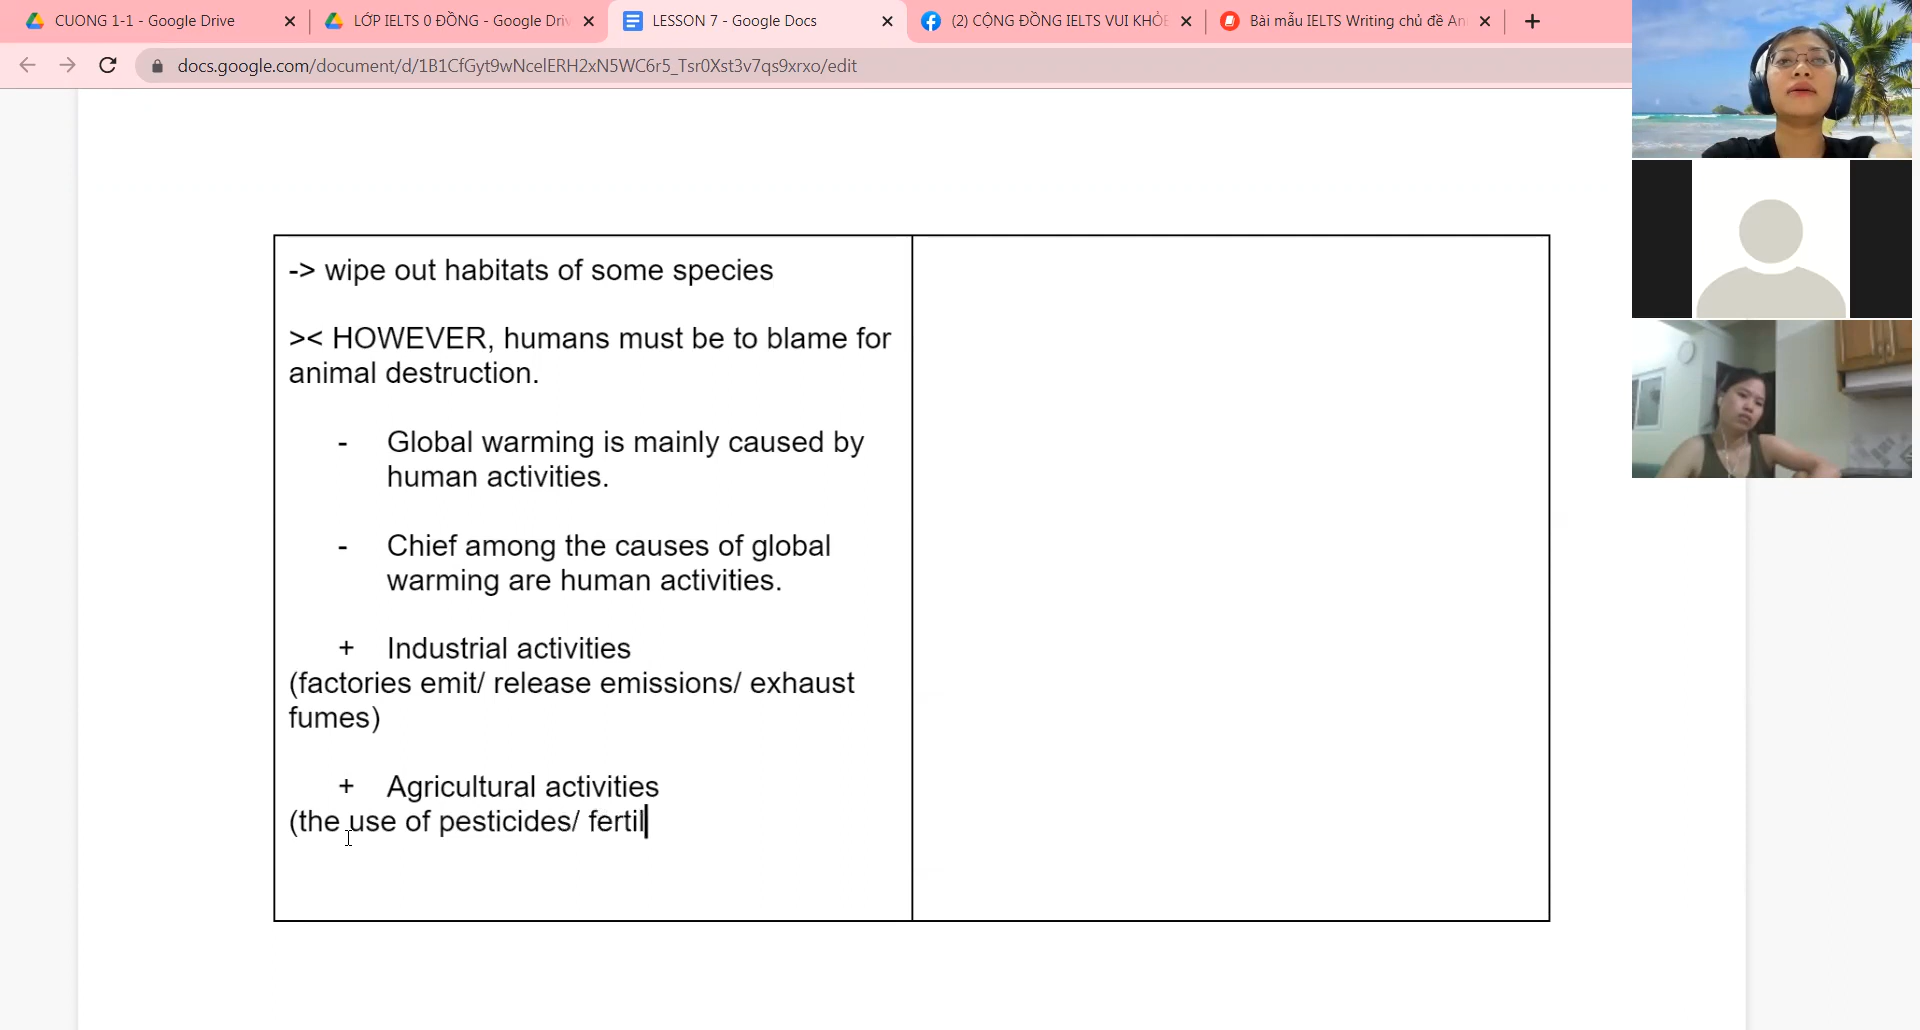 CUONG 1-1 - Google Drive
LỚP IELTS 0 ĐỒNG - Google Driv
LESSON 7 - Google Docs
(2) CỘNG ĐỒNG IELTS VUI KHỎE
Bài mẫu IELTS Writing chủ đề An
docs.google.com/document/d/1B1CfGyt9wNcelERH2xN5WC6r5_Tsr0Xst3v7qs9xrxo/edit
-> wipe out habitats of some species
>< HOWEVER, humans must be to blame for
animal destruction.
- Global warming is mainly caused by
human activities.
- Chief among the causes of global
warming are human activities.
+ Industrial activities
(factories emit/ release emissions/ exhaust
fumes)
+ Agricultural activities
(the use of pesticides/ fertil